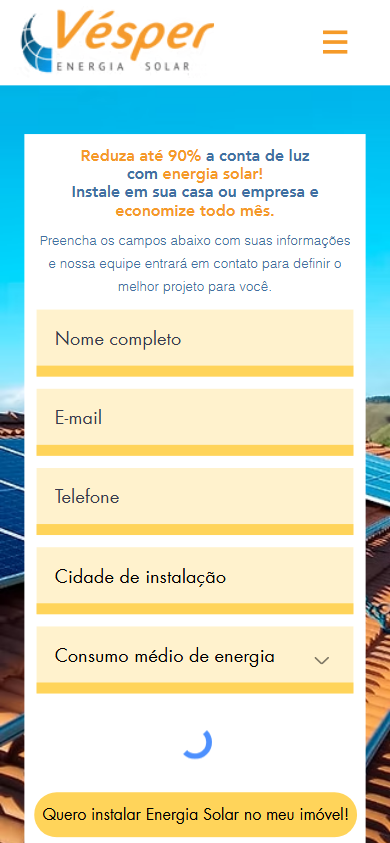 Vésper
ENERGIA SOLAR
Reduza até 90% a conta de luz
com energia solar!
Instale em sua casa ou empresa e
economize todo mês.
Preencha os campos abaixo com suas informações
e nossa equipe entrará em contato para definir o
melhor projeto para você.
Nome completo
E-mail
Telefone
Cidade de instalação
Consumo médio de energia
Quero instalar Energia Solar no meu imóvel!